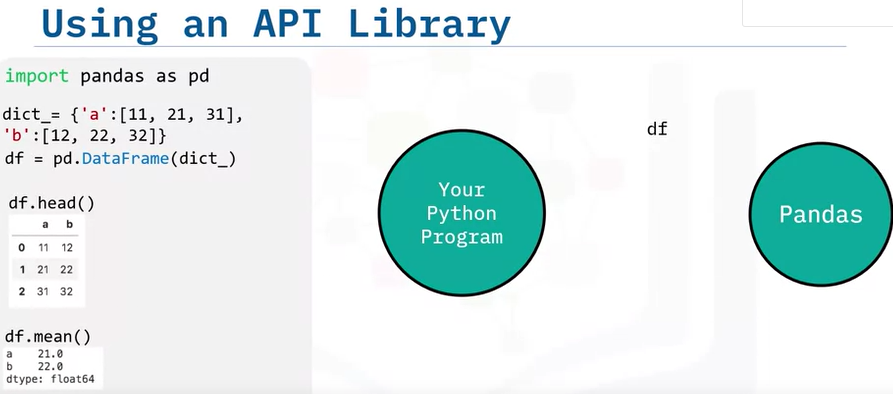 Using an API Library
import pandas as pd
dict_= {'a':[11, 21, 31],
'b':[12, 22, 32]}
df = pd.DataFrame(dict_)
df.head()
a b
0 11 12
1 21 22
2 31 32
df.mean()
a 21.0
b 22.0
dtype: float64
Your
Python
Program
df
Pandas